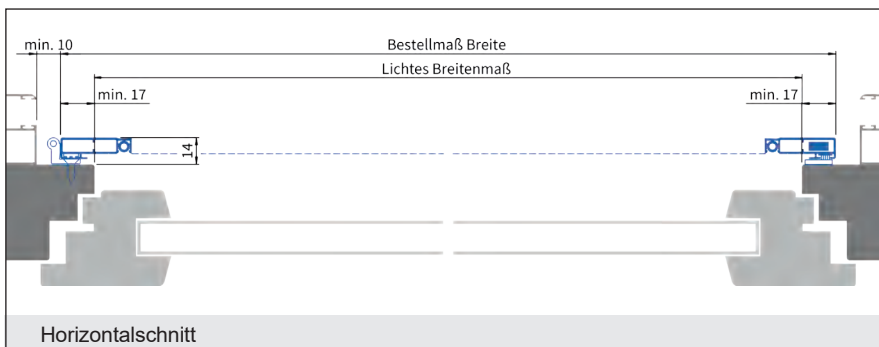 min. 10
Bestellmaß Breite
Lichtes Breitenmaß
min. 17
min. 17
14
Horizontalschnitt